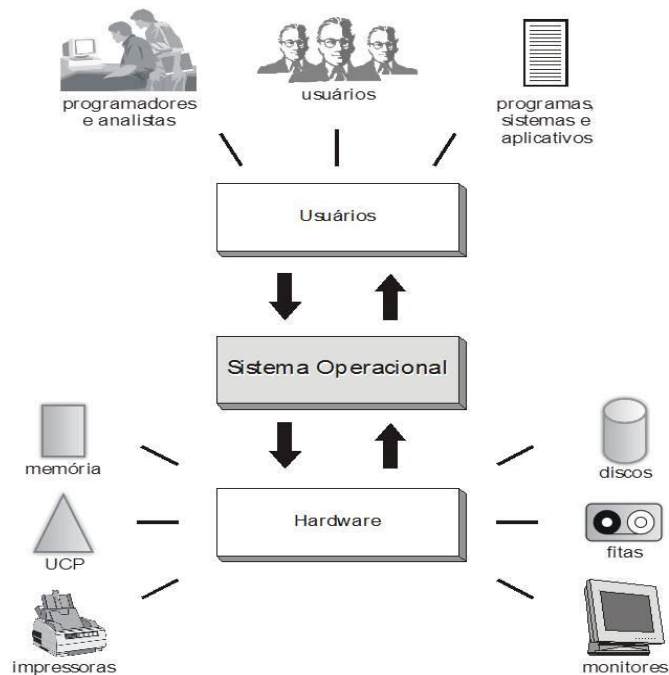 programadores
e analistas
usuários
programas,
sistemas e
aplicativos
Usuários
Sistema Operacional
memória
discos
Hardware
UCP
fitas
impressoras
monitores